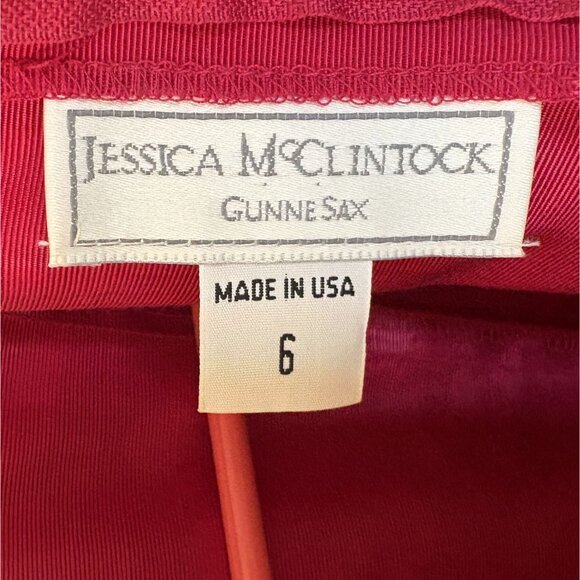 JESSICA McCLINTOCK
GUNNE SAX
MADE IN USA
6